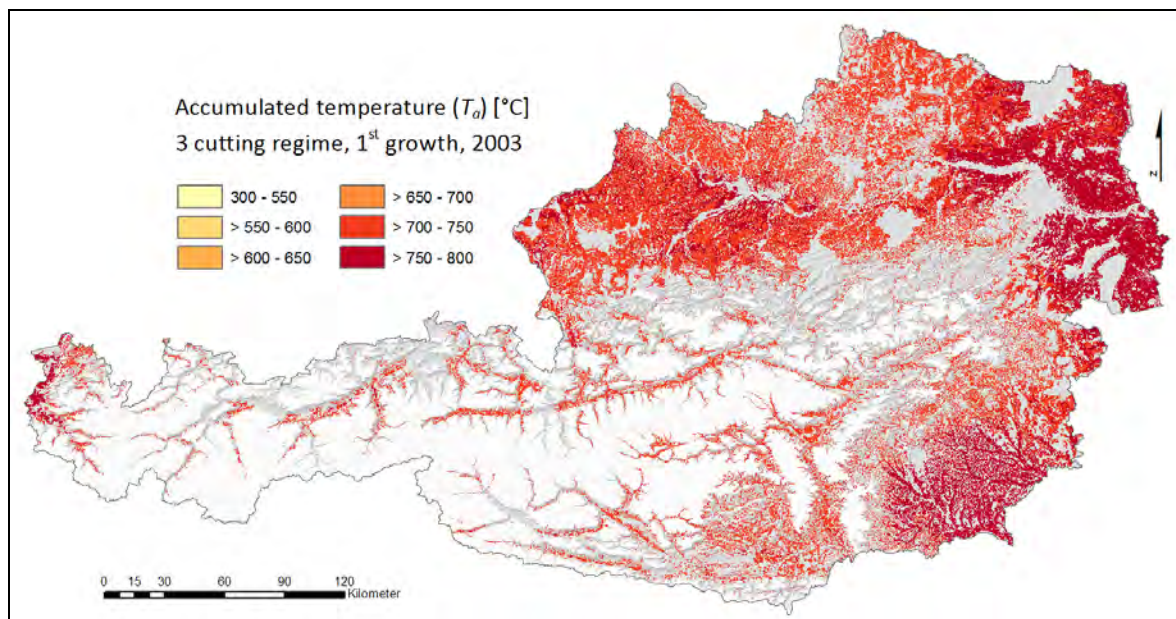 Accumulated temperature (Ta) [°C]
3 cutting regime, 1st growth, 2003
300 - 550
> 550 - 600
> 600 - 650
> 650 - 700
> 700 - 750
> 750 - 800
N
0 15 30 60 90 120
Kilometer